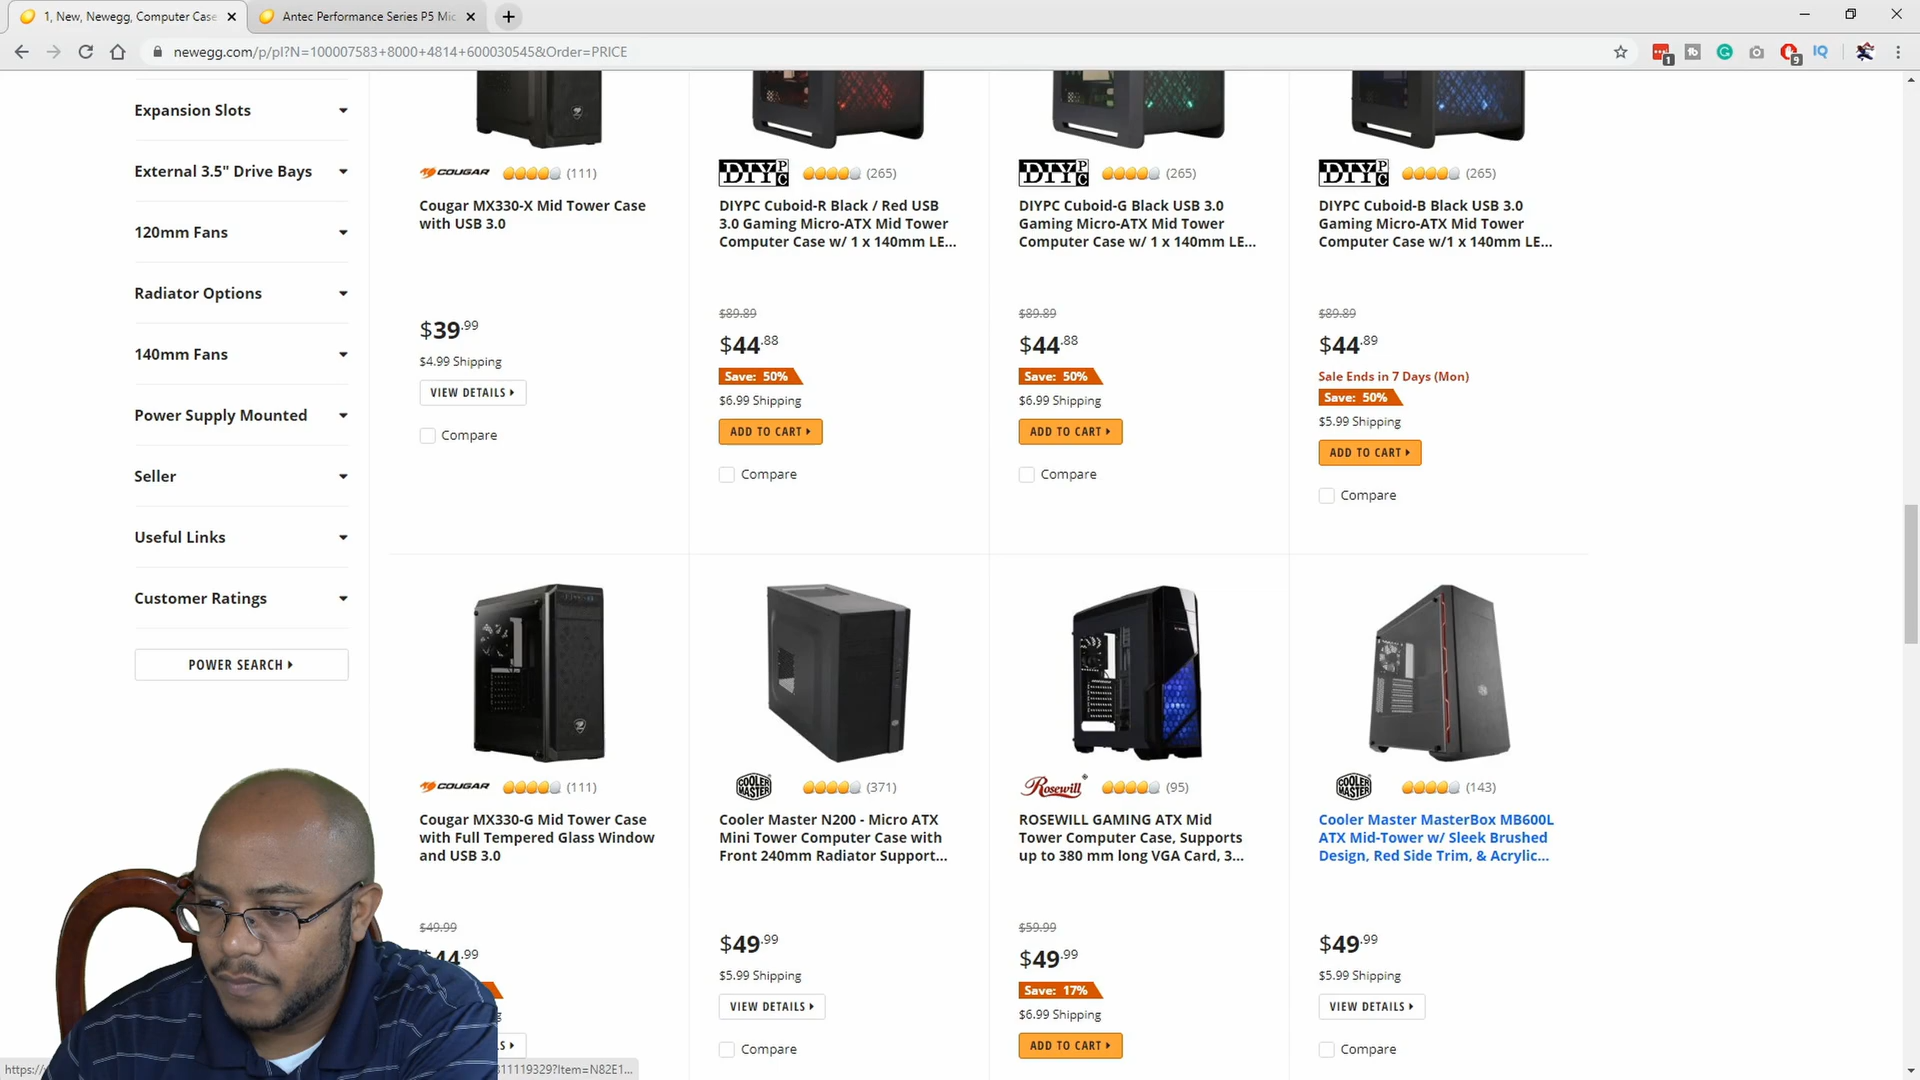 1, New, Newegg, Computer Case
Antec Performance Series P5 Mic
newegg.com/p/pl?N=100007583+8000+4814+600030545&Order=PRICE
1
9
IQ
Expansion Slots
External 3.5" Drive Bays
120mm Fans
Radiator Options
140mm Fans
Power Supply Mounted
Seller
Useful Links
Customer Ratings
POWER SEARCH
COUGAR (111)
Cougar MX330-X Mid Tower Case
with USB 3.0
$39.99
$4.99 Shipping
VIEW DETAILS
Compare
DIYPC (265)
DIYPC Cuboid-R Black / Red USB
3.0 Gaming Micro-ATX Mid Tower
Computer Case w/ 1 x 140mm LE...
$89.89
$44.88
Save: 50%
$6.99 Shipping
ADD TO CART
Compare
DIYPC (265)
DIYPC Cuboid-G Black USB 3.0
Gaming Micro-ATX Mid Tower
Computer Case w/ 1 x 140mm LE...
$89.89
$44.88
Save: 50%
$6.99 Shipping
ADD TO CART
Compare
DIYPC (265)
DIYPC Cuboid-B Black USB 3.0
Gaming Micro-ATX Mid Tower
Computer Case w/1 x 140mm LE...
$89.89
$44.89
Sale Ends in 7 Days (Mon)
Save: 50%
$5.99 Shipping
ADD TO CART
Compare
COUGAR (111)
Cougar MX330-G Mid Tower Case
with Full Tempered Glass Window
and USB 3.0
$49.99
44.99
COOLER MASTER (371)
Cooler Master N200 - Micro ATX
Mini Tower Computer Case with
Front 240mm Radiator Support...
$49.99
$5.99 Shipping
VIEW DETAILS
Compare
Rosewill (95)
ROSEWILL GAMING ATX Mid
Tower Computer Case, Supports
up to 380 mm long VGA Card, 3...
$59.99
$49.99
Save: 17%
$6.99 Shipping
ADD TO CART
COOLER MASTER (143)
Cooler Master MasterBox MB600L
ATX Mid-Tower w/ Sleek Brushed
Design, Red Side Trim, & Acrylic...
$49.99
$5.99 Shipping
VIEW DETAILS
Compare
https://
311119329?Item=N82E1...